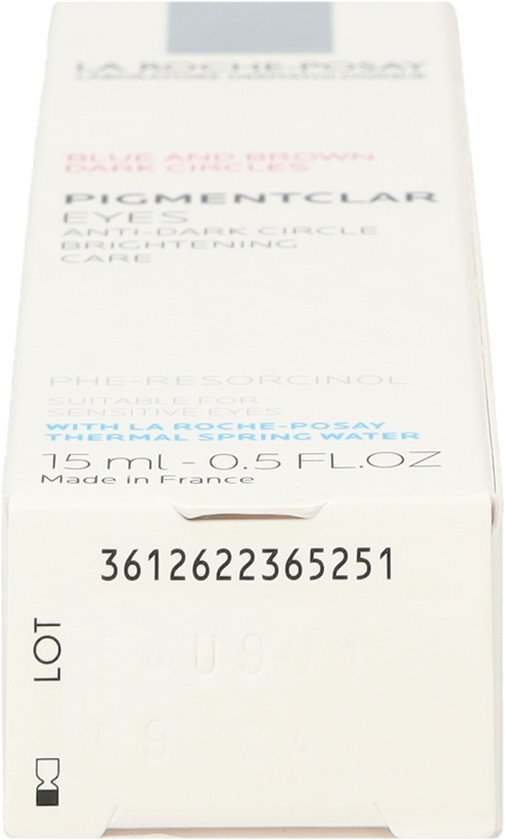 LA ROCHE-POSAY
LABORATOIRE DERMATOLOGIQUE
BLUE AND BROWN
DARK CIRCLES
PIGMENTCLAR
EYES
ANTI-DARK CIRCLE
BRIGHTENING
CARE
PHE-RESORCINOL
SUITABLE FOR
SENSITIVE EYES
WITH LA ROCHE-POSAY
THERMAL SPRING WATER
15 ml - 0.5 FL.OZ
Made in France
3612622365251
LOT